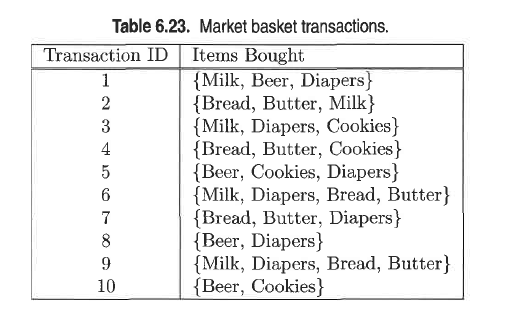 Table 6.23. Market basket transactions.
Transaction ID Items Bought
1 {Milk, Beer, Diapers}
2 {Bread, Butter, Milk}
3 {Milk, Diapers, Cookies}
4 {Bread, Butter, Cookies}
5 {Beer, Cookies, Diapers}
6 {Milk, Diapers, Bread, Butter}
7 {Bread, Butter, Diapers}
8 {Beer, Diapers}
9 {Milk, Diapers, Bread, Butter}
10 {Beer, Cookies}